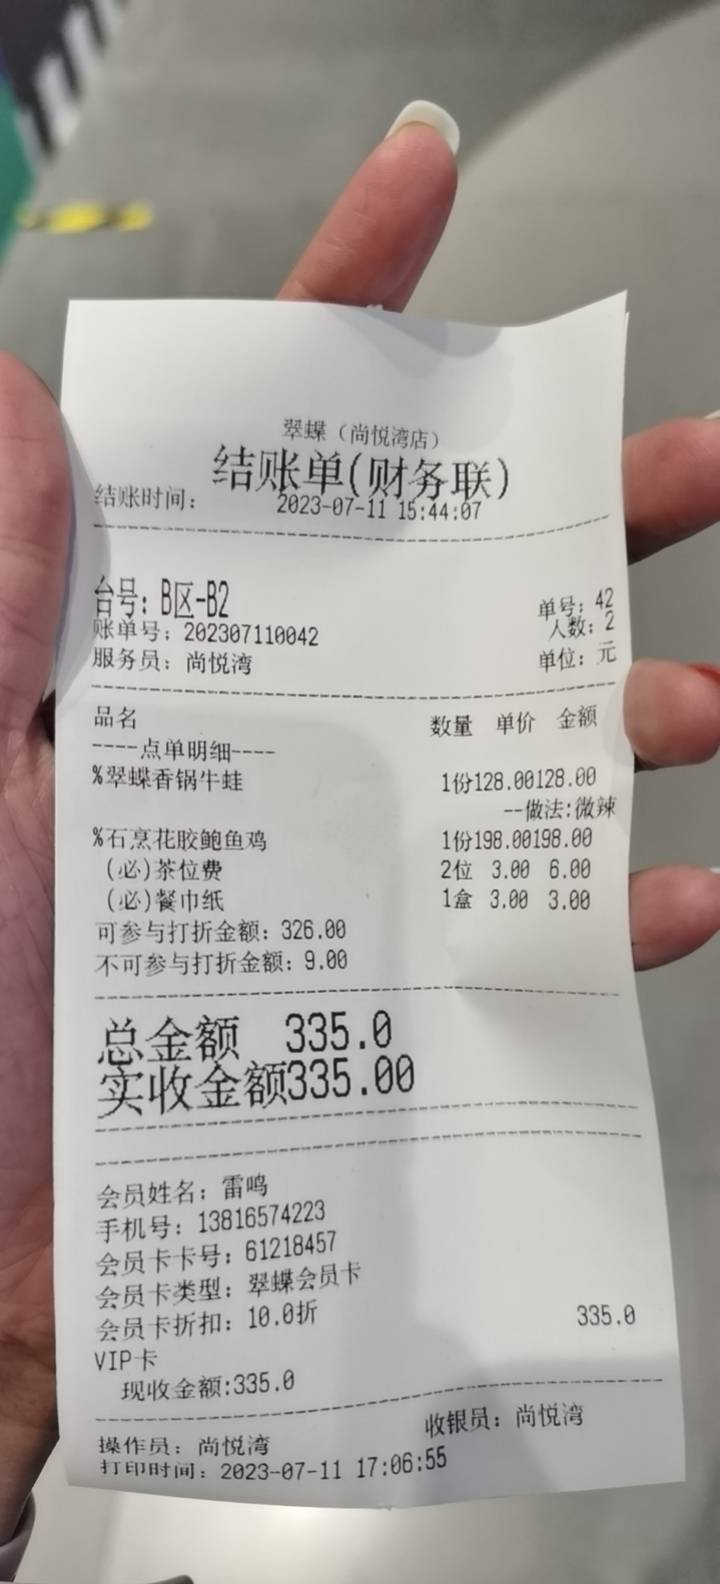 翠蝶（尚悦湾店）
结账单(财务联)
结账时间： 2023-07-11 15:44:07
台号：B区-B2 单号：42
账单号：202307110042 人数：2
服务员：尚悦湾 单位：元
品名 数量 单价 金额
----点单明细----
%翠蝶香锅牛蛙 1份128.00128.00
--做法:微辣
%石烹花胶鲍鱼鸡 1份198.00198.00
(必)茶位费 2位 3.00 6.00
(必)餐巾纸 1盒 3.00 3.00
可参与打折金额：326.00
不可参与打折金额：9.00
总金额 335.0
实收金额335.00
会员姓名：雷鸣
手机号：13816574223
会员卡卡号：61218457
会员卡类型：翠蝶会员卡
会员卡折扣：10.0折
VIP卡 335.0
现收金额:335.0
操作员：尚悦湾 收银员：尚悦湾
打印时间：2023-07-11 17:06:55